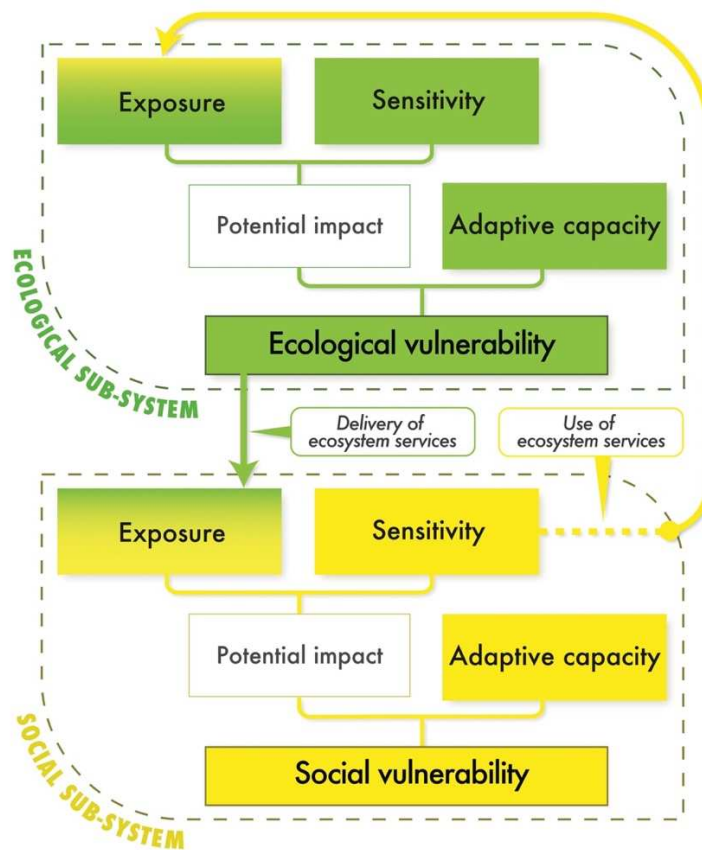 Exposure
Sensitivity
Potential impact
Adaptive capacity
Ecological vulnerability
ECOLOGICAL SUB-SYSTEM
Delivery of
ecosystem services
Use of
ecosystem services
Exposure
Sensitivity
Potential impact
Adaptive capacity
Social vulnerability
SOCIAL SUB-SYSTEM